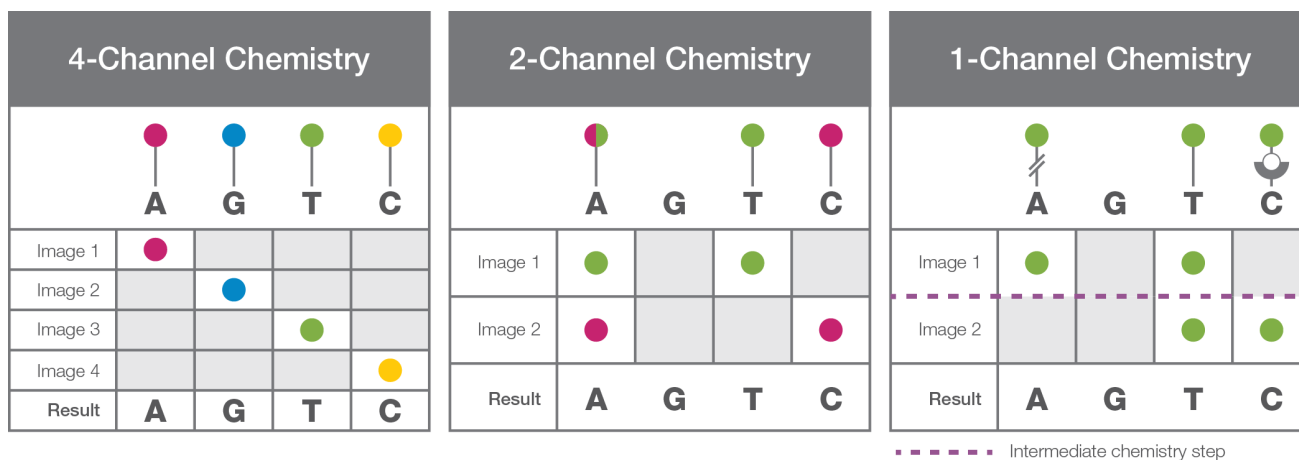 4-Channel Chemistry
A G T C
Image 1
Image 2
Image 3
Image 4
Result A G T C
2-Channel Chemistry
A G T C
Image 1
Image 2
Result A G T C
1-Channel Chemistry
A G T C
Image 1
Image 2
Result A G T C
Intermediate chemistry step